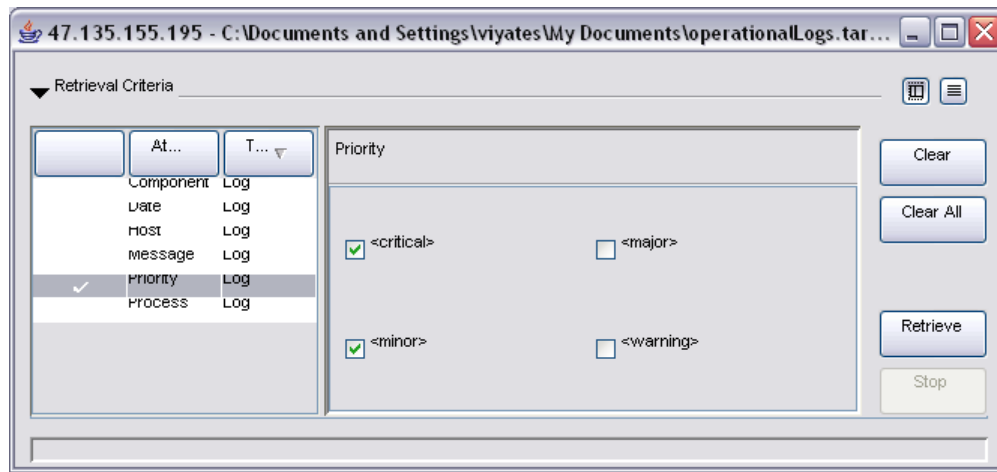 47.135.155.195 - C:\Documents and Settings\viyates\My Documents\operationalLogs.tar...
Retrieval Criteria
At... T...
Component Log
Date Log
Host Log
Message Log
Priority Log
Process Log
Priority
<critical> <major>
<minor> <warning>
Clear
Clear All
Retrieve
Stop